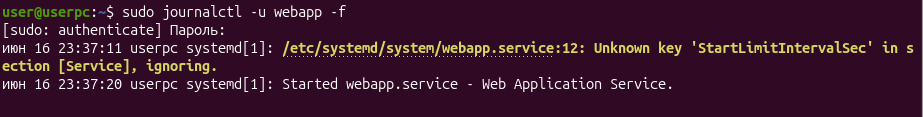 user@userpc:~$ sudo journalctl -u webapp -f
[sudo: authenticate] Пароль:
июн 16 23:37:11 userpc systemd[1]: /etc/systemd/system/webapp.service:12: Unknown key 'StartLimitIntervalSec' in s
ection [Service], ignoring.
июн 16 23:37:20 userpc systemd[1]: Started webapp.service - Web Application Service.